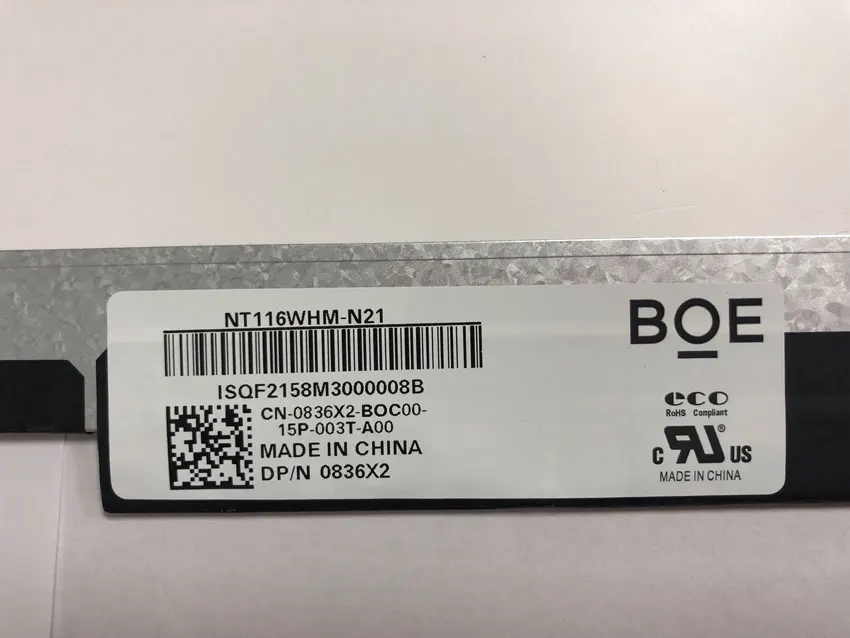 NT116WHM-N21
BOE
ISQF2158M3000008B
CN-0836X2-BOC00-
15P-003T-A00
MADE IN CHINA
DP/N 0836X2
eco
RoHS Compliant
c RU ® US
MADE IN CHINA